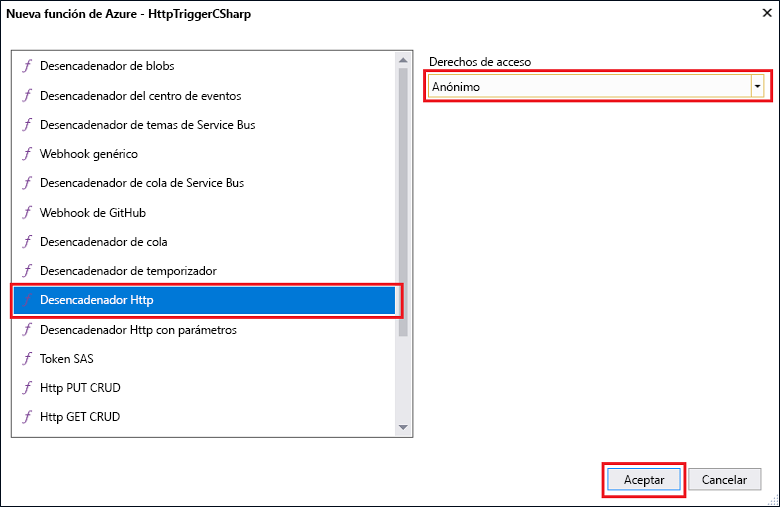 Nueva función de Azure - HttpTriggerCSharp
Desencadenador de blobs
Desencadenador del centro de eventos
Desencadenador de temas de Service Bus
Webhook genérico
Desencadenador de cola de Service Bus
Webhook de GitHub
Desencadenador de cola
Desencadenador de temporizador
Desencadenador Http
Desencadenador Http con parámetros
Token SAS
Http PUT CRUD
Http GET CRUD
Derechos de acceso
Anónimo
Aceptar
Cancelar